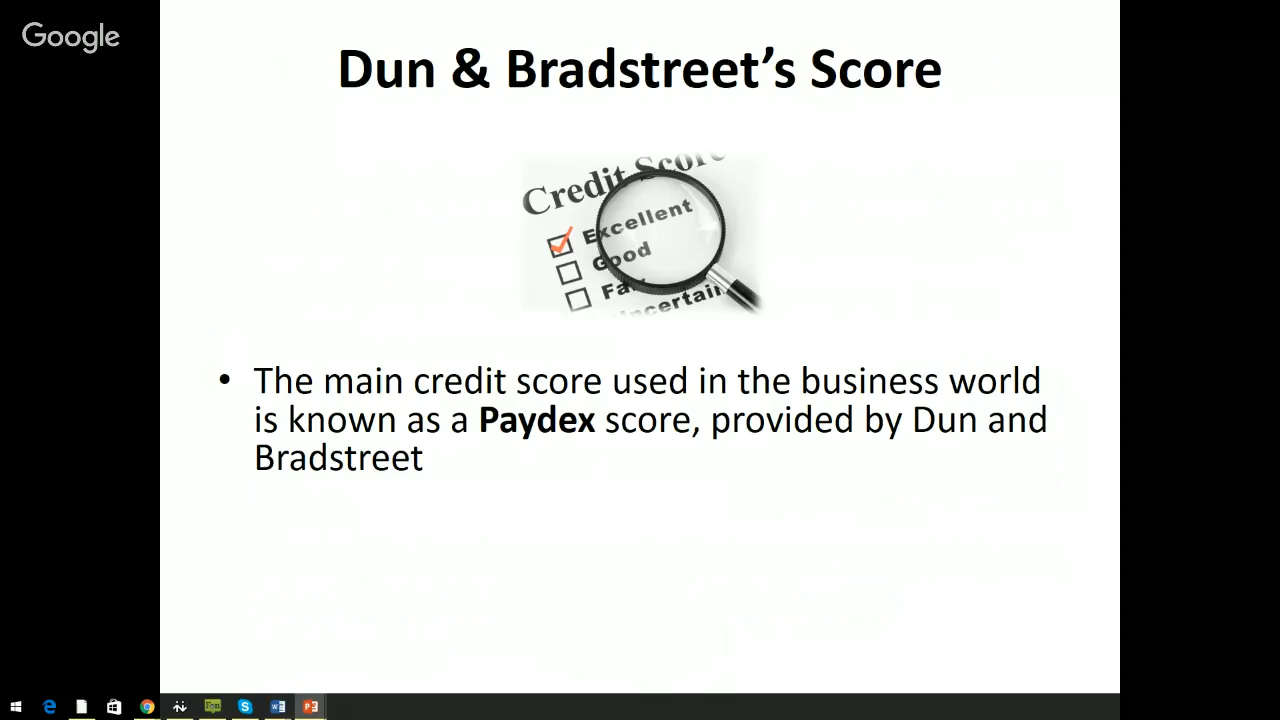 Google
Dun & Bradstreet’s Score
Credit Score
Excellent
Good
Fair
Uncertain
• The main credit score used in the business world
is known as a Paydex score, provided by Dun and
Bradstreet